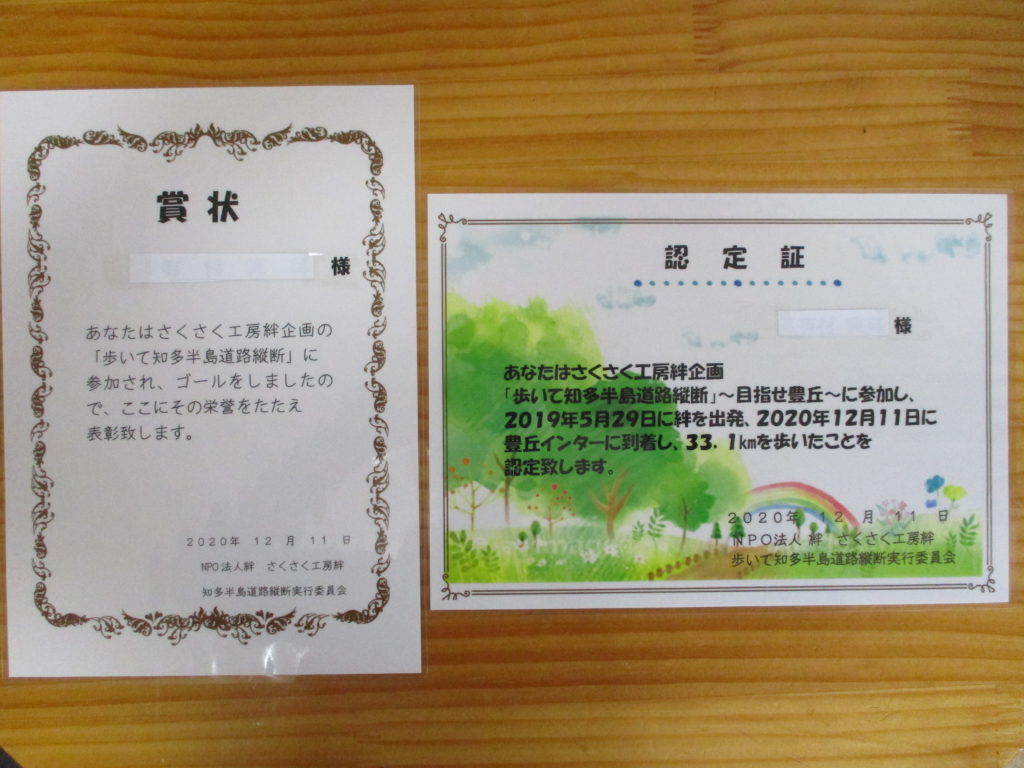 賞状
様
あなたはさくさく工房絆企画の
「歩いて知多半島道路縦断」に
参加され、ゴールをしましたの
で、ここにその栄誉をたたえ
表彰致します。
2020年 12 月 11 日
NPO法人絆 さくさく工房絆
知多半島道路縦断実行委員会
認 定 証
様
あなたはさくさく工房絆企画
「歩いて知多半島道路縦断」~目指せ豊丘~に参加し、
2019年5月29日に絆を出発、2020年12月11日に
豊丘インターに到着し、33.1㎞を歩いたことを
認定致します。
2020年 12 月 11 日
NPO法人 絆 さくさく工房絆
歩いて知多半島道路縦断実行委員会